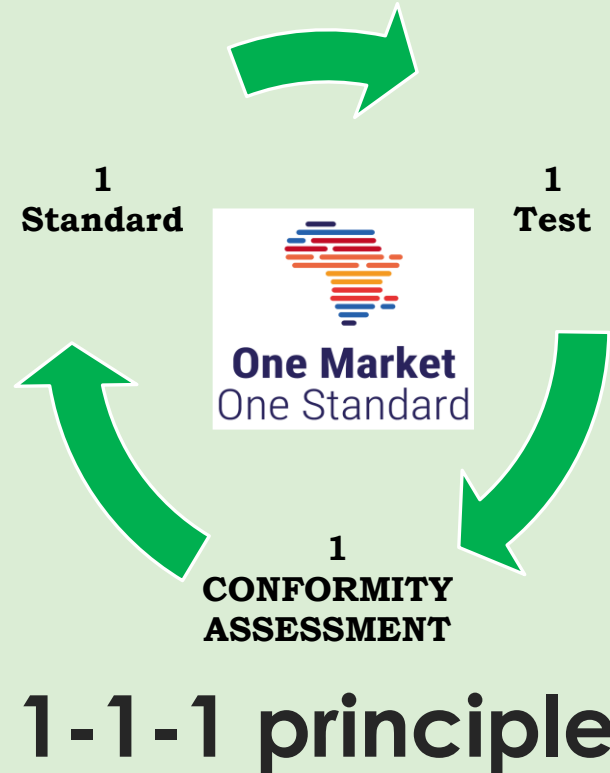 1
Standard
1
Test
One Market
One Standard
1
CONFORMITY
ASSESSMENT
1-1-1 principle